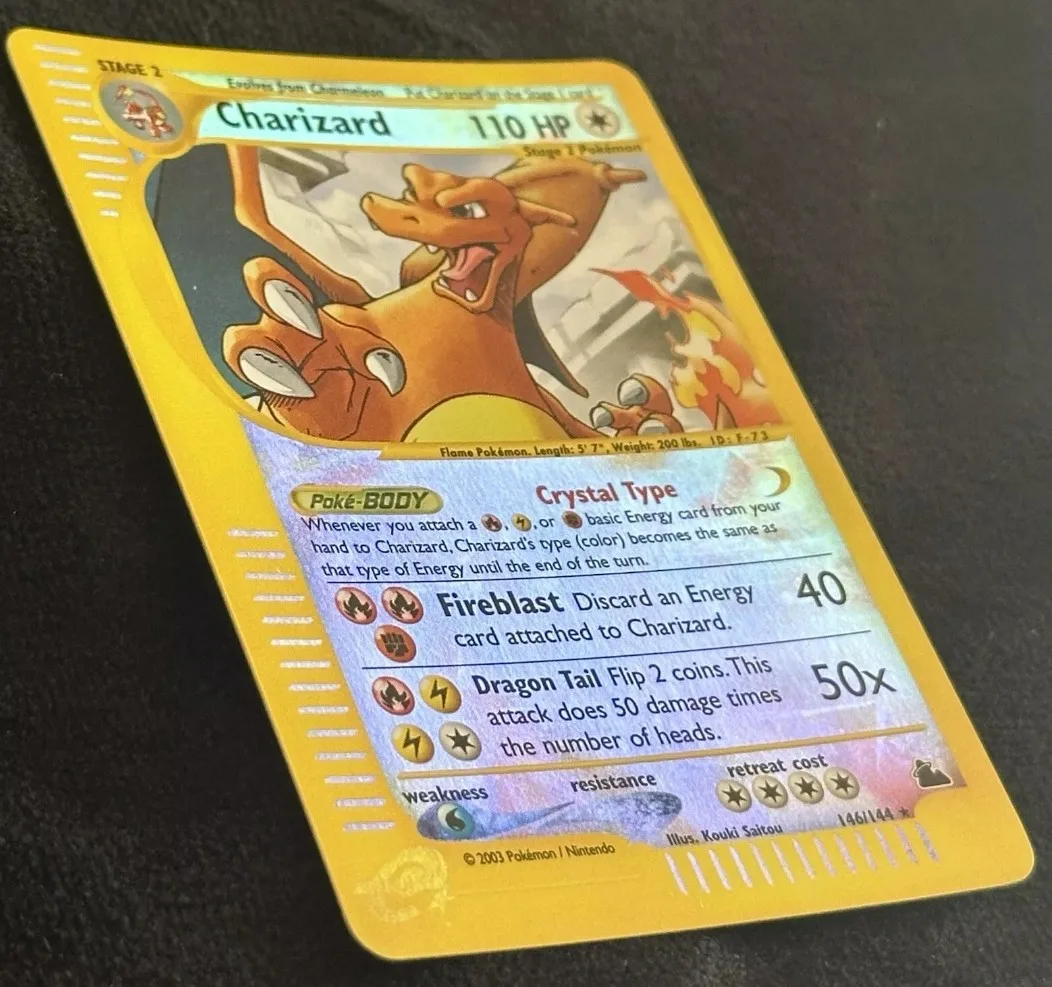 STAGE 2
Evolves from Charmeleon Put Charizard on the Stage 1 card
Charizard 110 HP
Stage 2 Pokémon
Flame Pokémon. Length: 5' 7", Weight: 200 lbs. ID: F-73
Poké-BODY Crystal Type
Whenever you attach a , , or basic Energy card from your
hand to Charizard, Charizard's type (color) becomes the same as
that type of Energy until the end of the turn.
Fireblast Discard an Energy 40
card attached to Charizard.
Dragon Tail Flip 2 coins. This 50x
attack does 50 damage times
the number of heads.
weakness resistance retreat cost
Illus. Kouki Saitou 146/144
© 2003 Pokémon / Nintendo